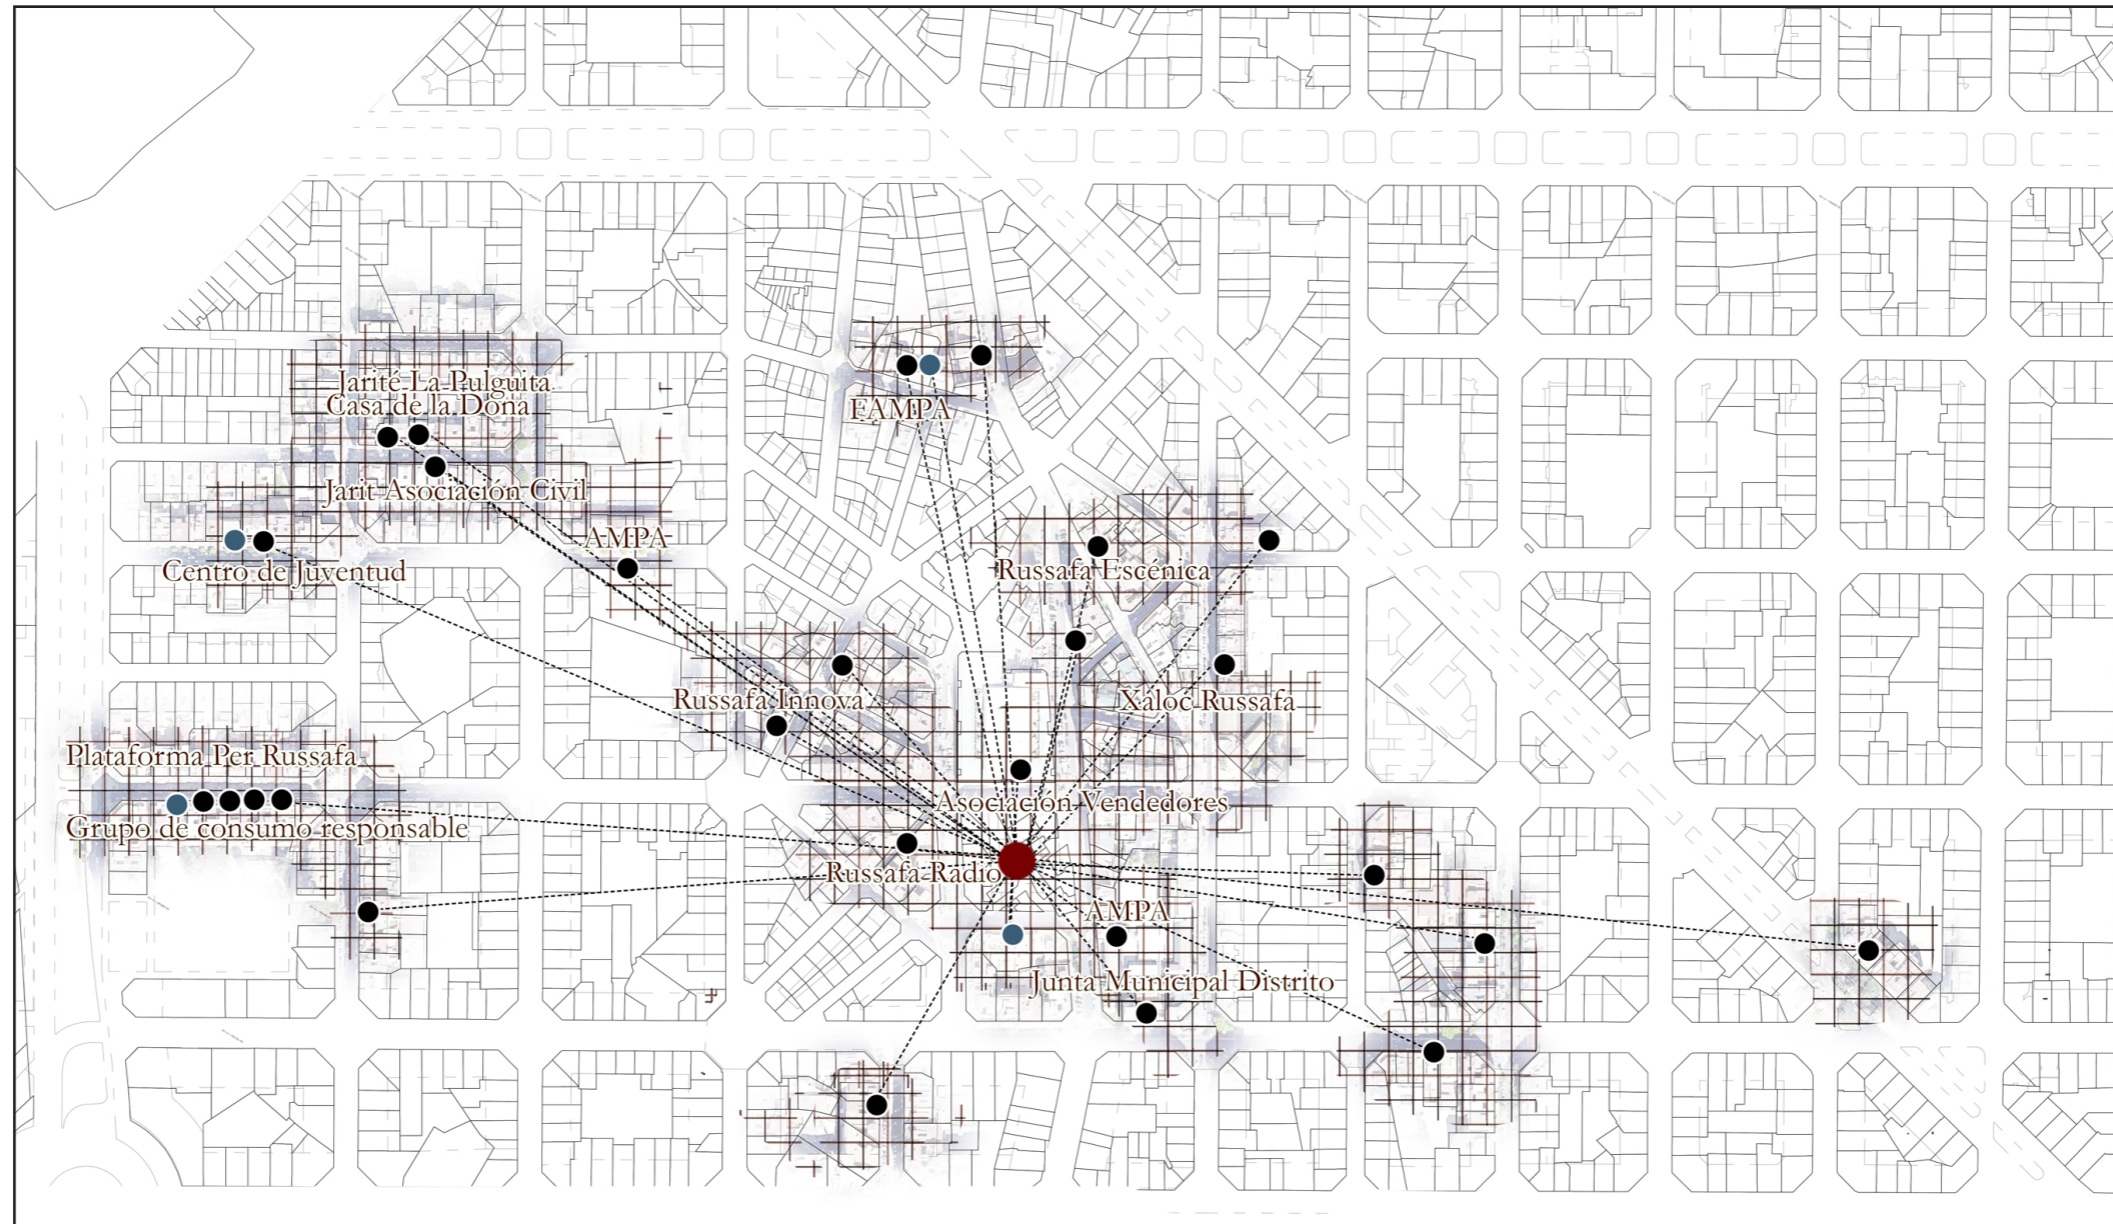 Jarité La Pulguita
Casa de la Dona
FAMPA
Jarit Asociación Civil
AMPA
Centro de Juventud
Russafa Escénica
Russafa Innova
Xaloc Russafa
Plataforma Per Russafa
Grupo de consumo responsable
Asociación Vendedores
Russafa Radio
AMPA
Junta Municipal Distrito